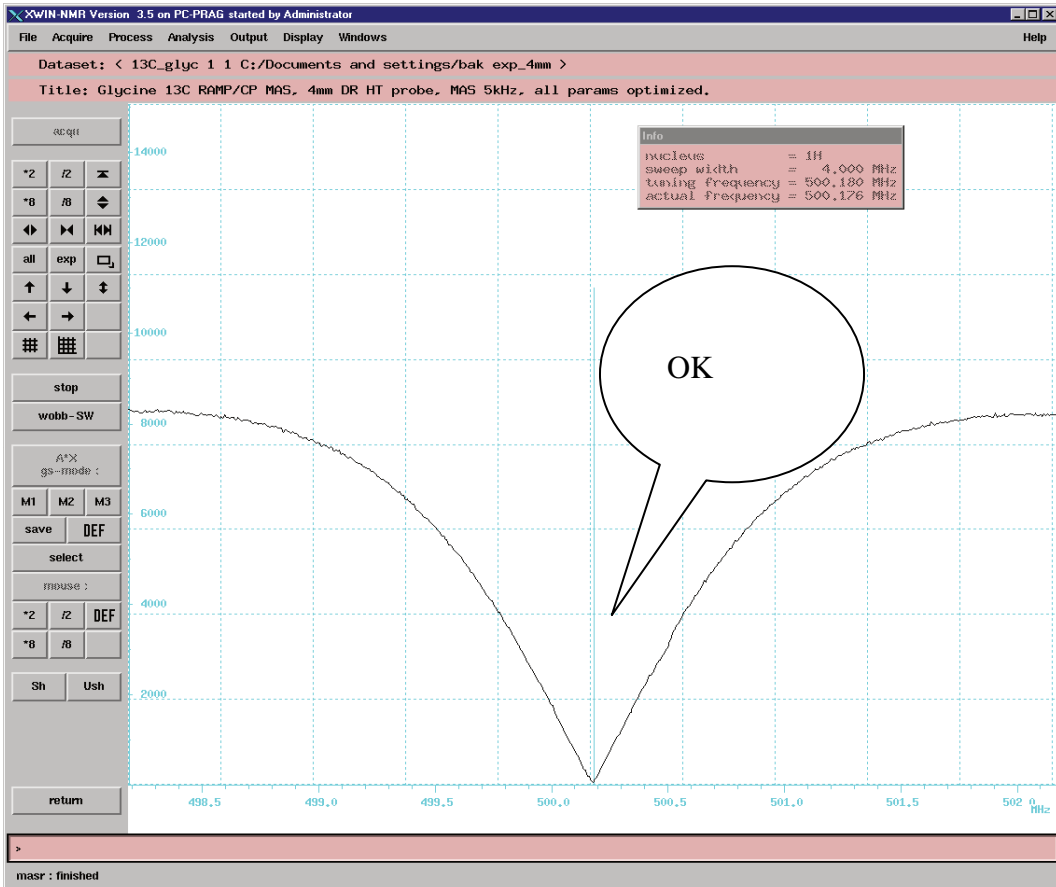 XWIN-NMR Version 3.5 on PC-PRAG started by Administrator
File Acquire Process Analysis Output Display Windows Help
Dataset: < 13C_glyc 1 1 C:/Documents and settings/bak exp_4mm >
Title: Glycine 13C RAMP/CP MAS, 4mm DR HT probe, MAS 5kHz, all params optimized.
acqu
*2 /2
*8 /8
all exp
stop
wobb-SW
A*X
gs-mode :
M1 M2 M3
save DEF
select
mouse :
*2 /2 DEF
*8 /8
Sh Ush
return
14000
12000
10000
8000
6000
4000
2000
Info
nucleus = 1H
sweep width = 4.000 MHz
tuning frequency = 500.180 MHz
actual frequency = 500.176 MHz
OK
498.5 499.0 499.5 500.0 500.5 501.0 501.5 502.0
MHz
>
masr : finished